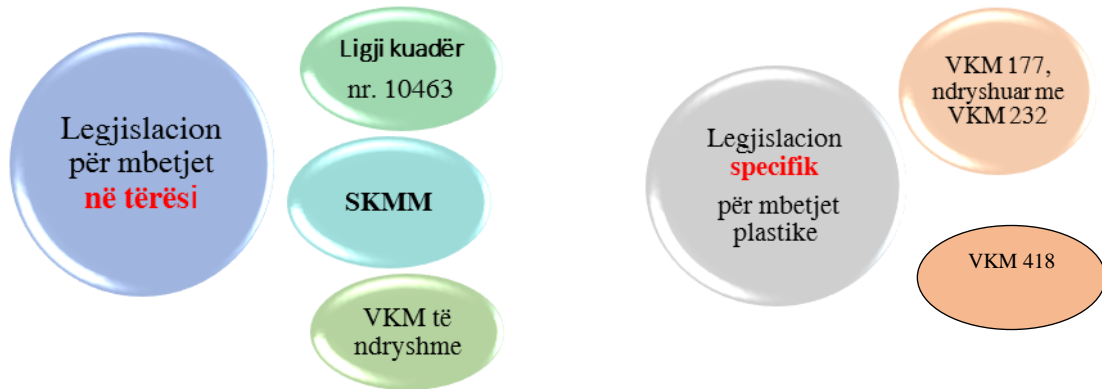 Legjislacion
për mbetjet
në tërësi
Ligji kuadër
nr. 10463
SKMM
VKM të
ndryshme
Legjislacion
specifik
për mbetjet
plastike
VKM 177,
ndryshuar me
VKM 232
VKM 418